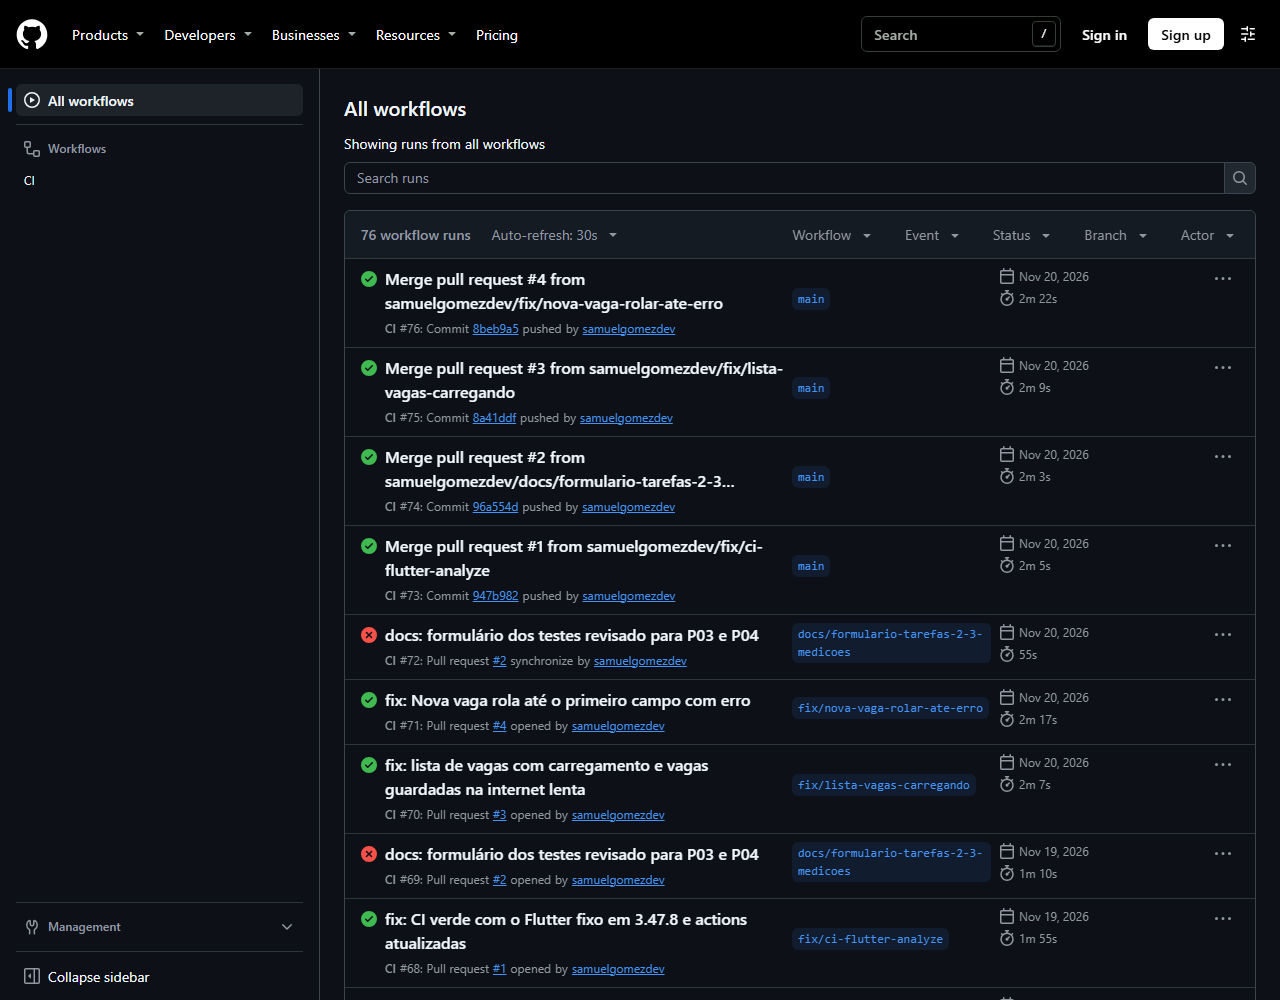 Products
Developers
Businesses
Resources
Pricing
Search
/
Sign in
Sign up
All workflows
Workflows
CI
Management
Collapse sidebar
All workflows
Showing runs from all workflows
Search runs
76 workflow runs
Auto-refresh: 30s
Workflow
Event
Status
Branch
Actor
Merge pull request #4 from
samuelgomezdev/fix/nova-vaga-rolar-ate-erro
CI #76: Commit 8beb9a5 pushed by samuelgomezdev
main
Nov 20, 2026
2m 22s
Merge pull request #3 from samuelgomezdev/fix/lista-
vagas-carregando
CI #75: Commit 8a41ddf pushed by samuelgomezdev
main
Nov 20, 2026
2m 9s
Merge pull request #2 from
samuelgomezdev/docs/formulario-tarefas-2-3...
CI #74: Commit 96a554d pushed by samuelgomezdev
main
Nov 20, 2026
2m 3s
Merge pull request #1 from samuelgomezdev/fix/ci-
flutter-analyze
CI #73: Commit 947b982 pushed by samuelgomezdev
main
Nov 20, 2026
2m 5s
docs: formulário dos testes revisado para P03 e P04
CI #72: Pull request #2 synchronize by samuelgomezdev
docs/formulario-tarefas-2-3-
medicoes
Nov 20, 2026
55s
fix: Nova vaga rola até o primeiro campo com erro
CI #71: Pull request #4 opened by samuelgomezdev
fix/nova-vaga-rolar-ate-erro
Nov 20, 2026
2m 17s
fix: lista de vagas com carregamento e vagas
guardadas na internet lenta
CI #70: Pull request #3 opened by samuelgomezdev
fix/lista-vagas-carregando
Nov 20, 2026
2m 7s
docs: formulário dos testes revisado para P03 e P04
CI #69: Pull request #2 opened by samuelgomezdev
docs/formulario-tarefas-2-3-
medicoes
Nov 19, 2026
1m 10s
fix: CI verde com o Flutter fixo em 3.47.8 e actions
atualizadas
CI #68: Pull request #1 opened by samuelgomezdev
fix/ci-flutter-analyze
Nov 19, 2026
1m 55s